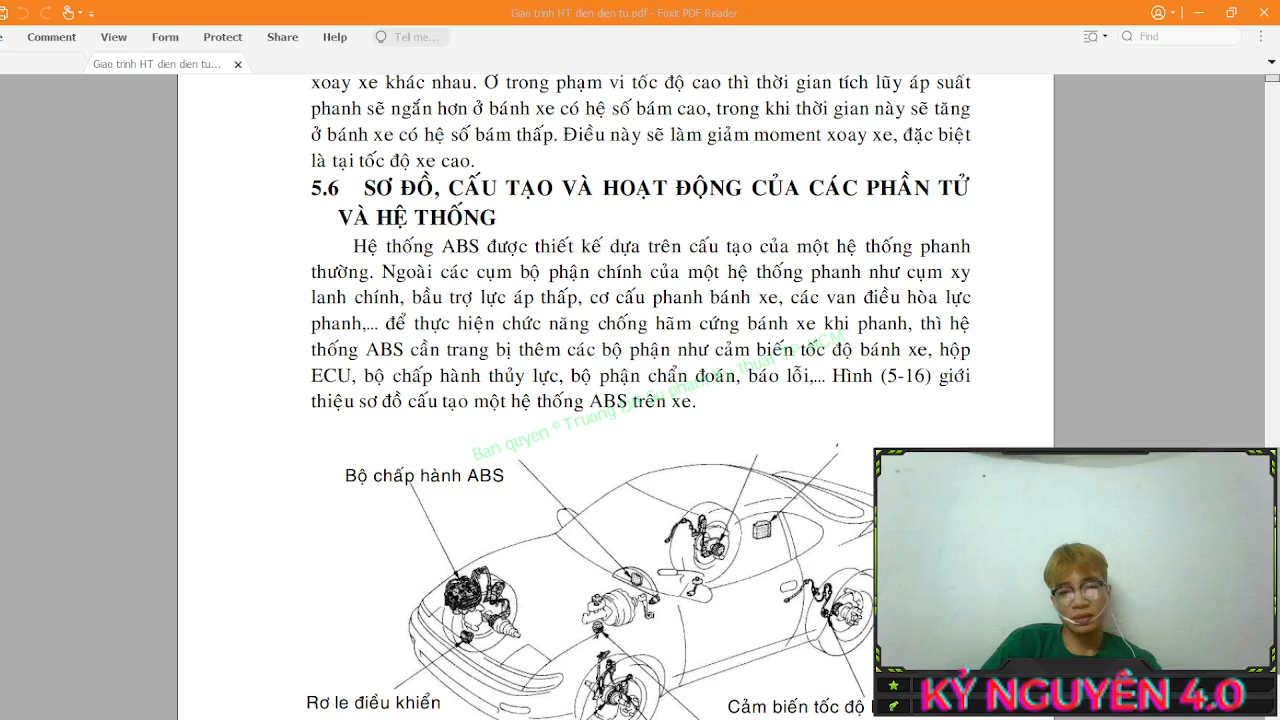 Giao trinh HT dien dien tu.pdf - Foxit PDF Reader
Comment View Form Protect Share Help Tell me... Find
Giao trinh HT dien dien tu...
xoay xe khác nhau. Ở trong phạm vi tốc độ cao thì thời gian tích lũy áp suất
phanh sẽ ngắn hơn ở bánh xe có hệ số bám cao, trong khi thời gian này sẽ tăng
ở bánh xe có hệ số bám thấp. Điều này sẽ làm giảm moment xoay xe, đặc biệt
là tại tốc độ xe cao.
5.6 SƠ ĐỒ, CẤU TẠO VÀ HOẠT ĐỘNG CỦA CÁC PHẦN TỬ
VÀ HỆ THỐNG
Hệ thống ABS được thiết kế dựa trên cấu tạo của một hệ thống phanh
thường. Ngoài các cụm bộ phận chính của một hệ thống phanh như cụm xy
lanh chính, bầu trợ lực áp thấp, cơ cấu phanh bánh xe, các van điều hòa lực
phanh,... để thực hiện chức năng chống hãm cứng bánh xe khi phanh, thì hệ
thống ABS cần trang bị thêm các bộ phận như cảm biến tốc độ bánh xe, hộp
ECU, bộ chấp hành thủy lực, bộ phận chẩn đoán, báo lỗi,... Hình (5-16) giới
thiệu sơ đồ cấu tạo một hệ thống ABS trên xe.
Ban quyen © Truong DH Su pham Ky thuat TP. HCM
Bộ chấp hành ABS
Rơ le điều khiển
Cảm biến tốc độ
KỶ NGUYÊN 4.0